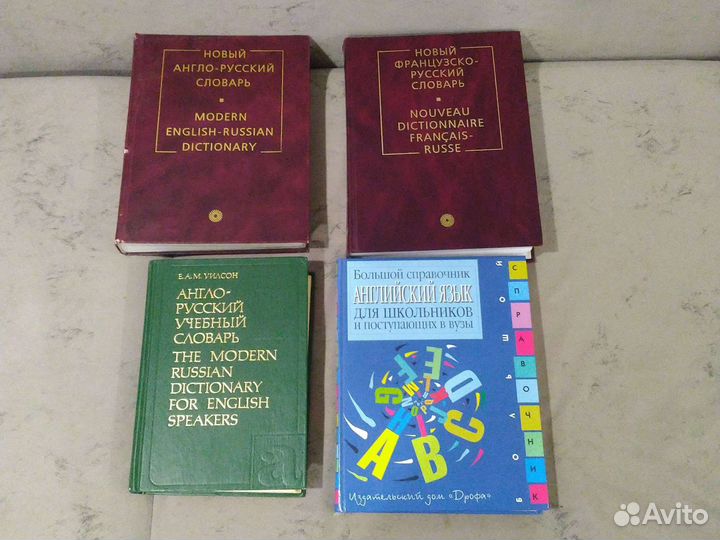 НОВЫЙ
АНГЛО-РУССКИЙ
СЛОВАРЬ
MODERN
ENGLISH-RUSSIAN
DICTIONARY
НОВЫЙ
ФРАНЦУЗСКО-
РУССКИЙ
СЛОВАРЬ
NOUVEAU
DICTIONNAIRE
FRANÇAIS-
RUSSE
Е.А.М. УИЛСОН
АНГЛО-
РУССКИЙ
УЧЕБНЫЙ
СЛОВАРЬ
THE MODERN
RUSSIAN
DICTIONARY
FOR ENGLISH
SPEAKERS
a
Большой справочник
АНГЛИЙСКИЙ ЯЗЫК
ДЛЯ ШКОЛЬНИКОВ
И ПОСТУПАЮЩИХ В ВУЗЫ
БОЛЬШОЙ
СПРАВОЧНИК
A B C D E F G
Издательский дом «Дрофа»
Avito